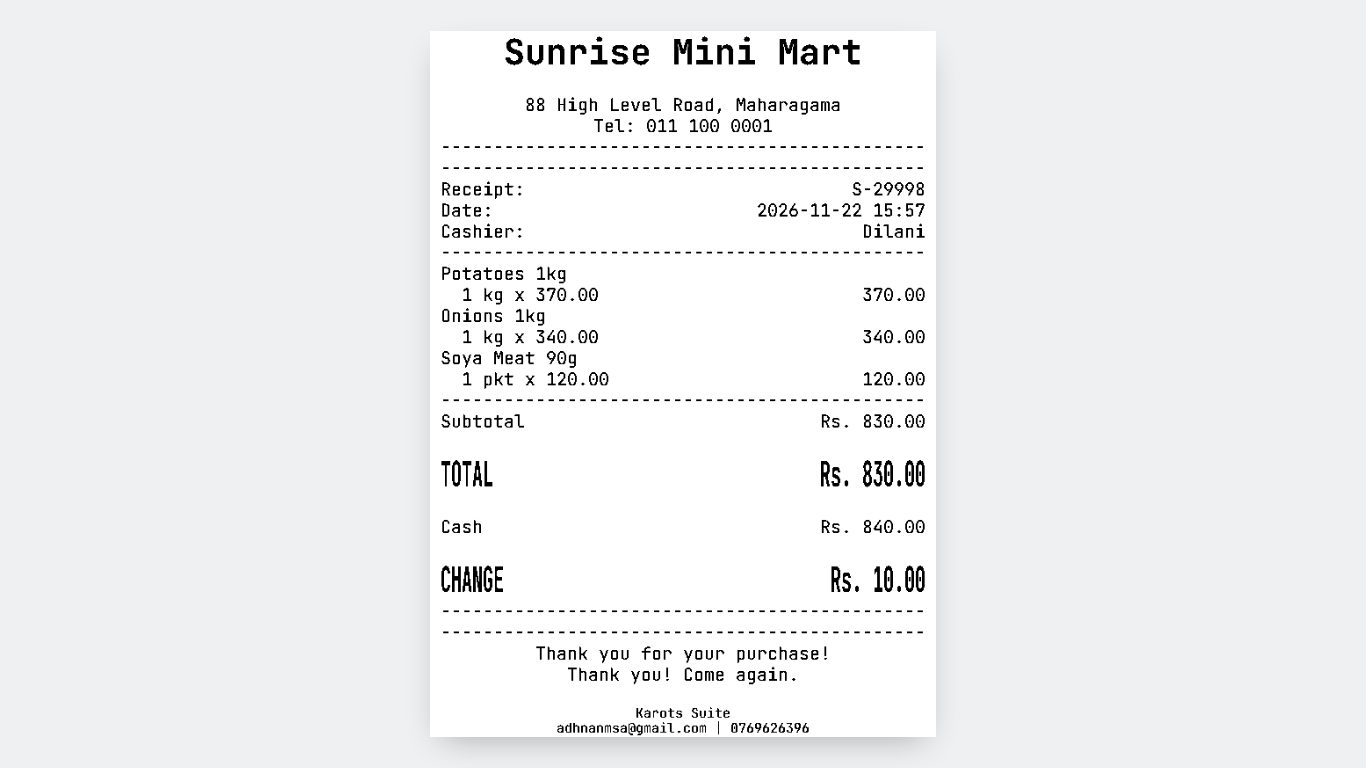 Sunrise Mini Mart
88 High Level Road, Maharagama
Tel: 011 100 0001
----------------------------------------------
----------------------------------------------
Receipt: S-29998
Date: 2026-11-22 15:57
Cashier: Dilani
----------------------------------------------
Potatoes 1kg
1 kg x 370.00 370.00
Onions 1kg
1 kg x 340.00 340.00
Soya Meat 90g
1 pkt x 120.00 120.00
----------------------------------------------
Subtotal Rs. 830.00
TOTAL Rs. 830.00
Cash Rs. 840.00
CHANGE Rs. 10.00
----------------------------------------------
----------------------------------------------
Thank you for your purchase!
Thank you! Come again.
Karots Suite
adhnanmsa@gmail.com | 0769626396